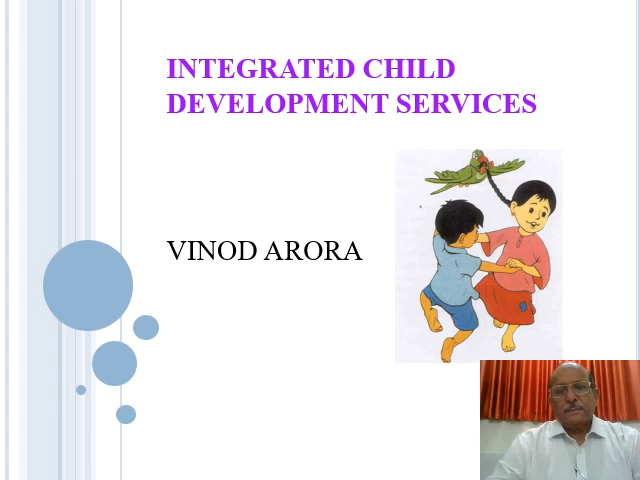 INTEGRATED CHILD
DEVELOPMENT SERVICES
VINOD ARORA